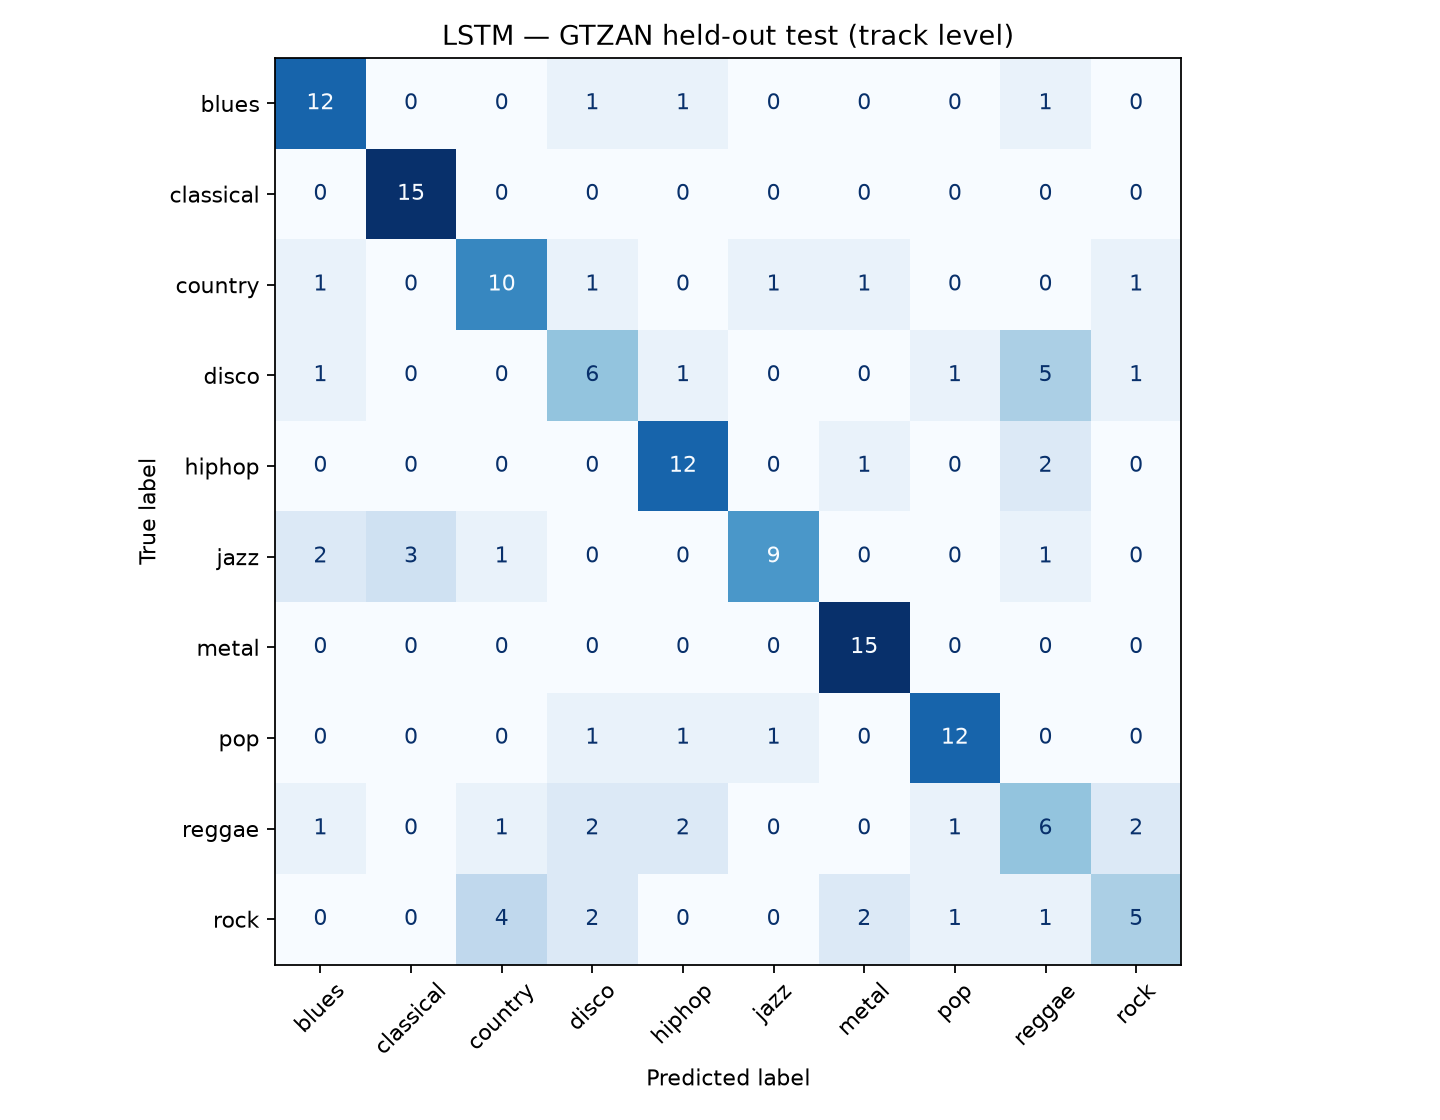 LSTM — GTZAN held-out test (track level)
blues 12 0 0 1 1 0 0 0 1 0
classical 0 15 0 0 0 0 0 0 0 0
country 1 0 10 1 0 1 1 0 0 1
disco 1 0 0 6 1 0 0 1 5 1
hiphop 0 0 0 0 12 0 1 0 2 0
jazz 2 3 1 0 0 9 0 0 1 0
metal 0 0 0 0 0 0 15 0 0 0
pop 0 0 0 1 1 1 0 12 0 0
reggae 1 0 1 2 2 0 0 1 6 2
rock 0 0 4 2 0 0 2 1 1 5
True label
blues classical country disco hiphop jazz metal pop reggae rock
Predicted label